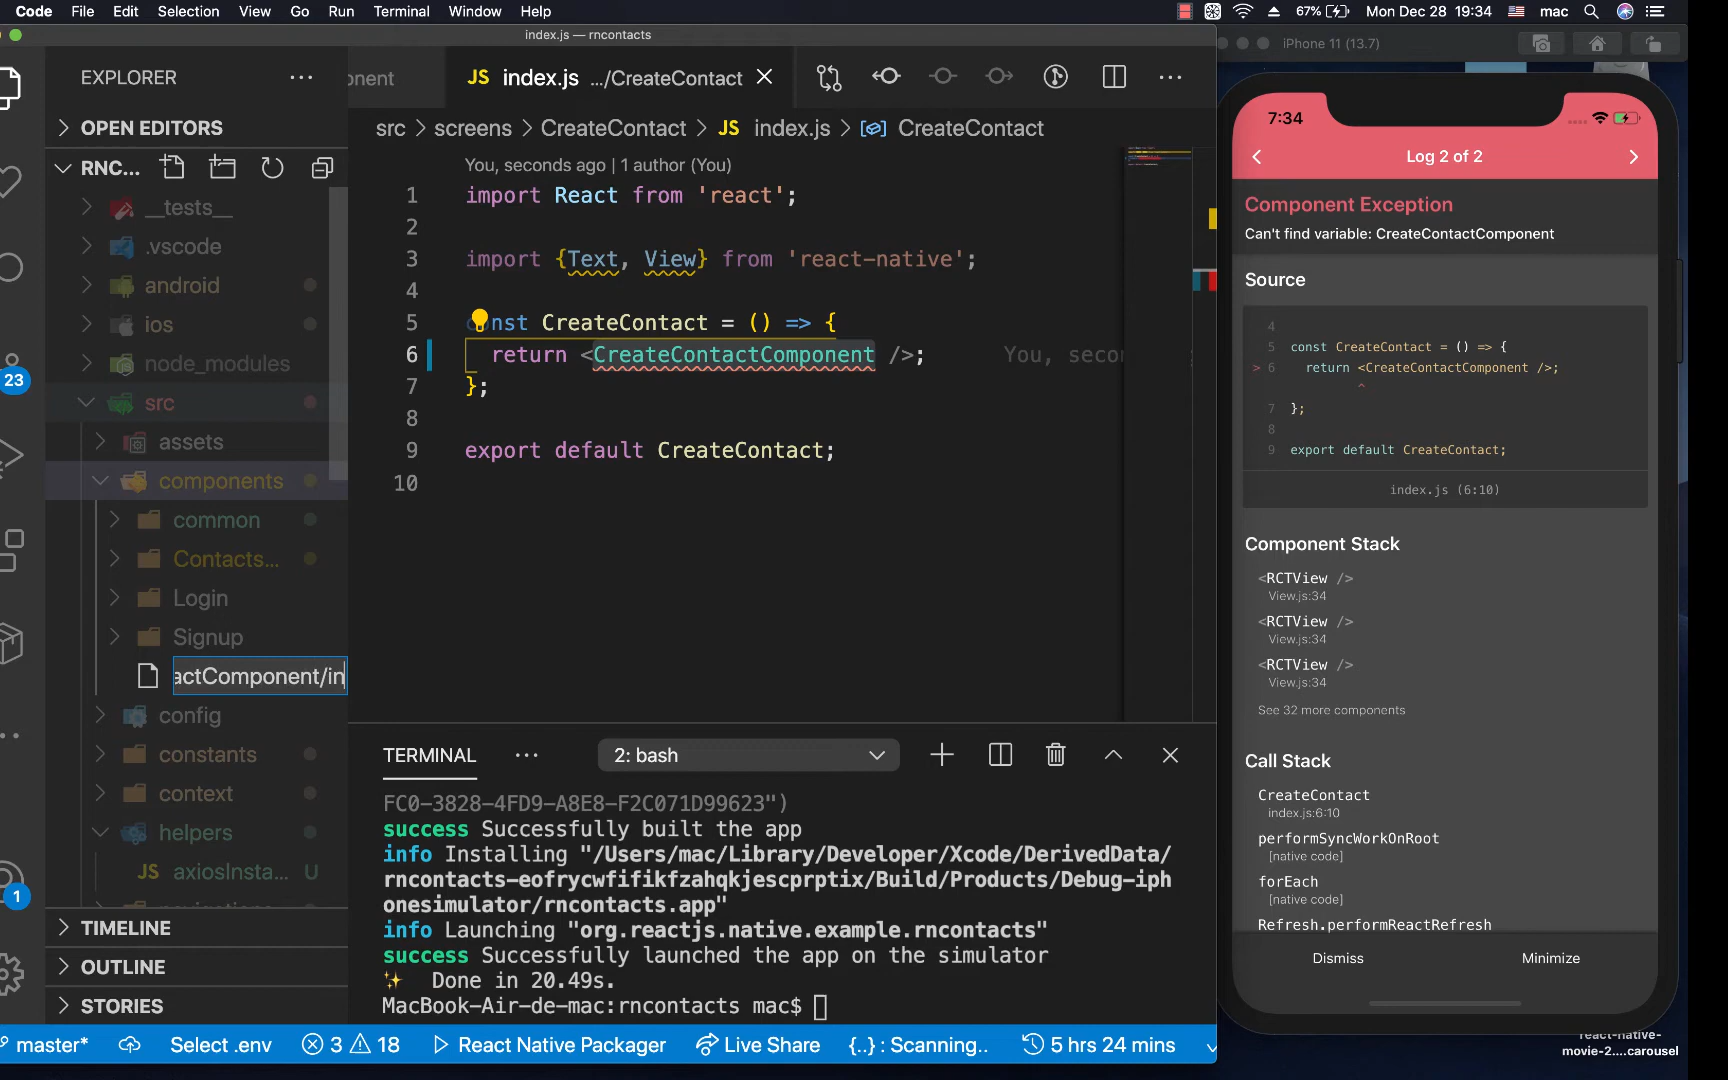 Code File Edit Selection View Go Run Terminal Window Help
67% Mon Dec 28 19:34 mac
index.js — rncontacts
EXPLORER
OPEN EDITORS
RNC...
__tests__
.vscode
android
ios
node_modules
src
assets
components
common
Contacts...
Login
Signup
actComponent/in
config
constants
context
helpers
JS axiosInsta... U
TIMELINE
OUTLINE
STORIES
23
1
onent
JS index.js .../CreateContact
src > screens > CreateContact > JS index.js > CreateContact
You, seconds ago | 1 author (You)
1 import React from 'react';
2
3 import {Text, View} from 'react-native';
4
5 const CreateContact = () => {
6 return <CreateContactComponent />; You, secon
7 };
8
9 export default CreateContact;
10
TERMINAL 2: bash
FC0-3828-4FD9-A8E8-F2C071D99623")
success Successfully built the app
info Installing "/Users/mac/Library/Developer/Xcode/DerivedData/
rncontacts-eofrycwfifikfzahqkjescprptix/Build/Products/Debug-iph
onesimulator/rncontacts.app"
info Launching "org.reactjs.native.example.rncontacts"
success Successfully launched the app on the simulator
✨ Done in 20.49s.
MacBook-Air-de-mac:rncontacts mac$
master* Select .env 3 18 React Native Packager Live Share {..} : Scanning.. 5 hrs 24 mins
iPhone 11 (13.7)
7:34
Log 2 of 2
Component Exception
Can't find variable: CreateContactComponent
Source
4
5 const CreateContact = () => {
> 6 return <CreateContactComponent />;
^
7 };
8
9 export default CreateContact;
index.js (6:10)
Component Stack
<RCTView />
View.js:34
<RCTView />
View.js:34
<RCTView />
View.js:34
See 32 more components
Call Stack
CreateContact
index.js:6:10
performSyncWorkOnRoot
[native code]
forEach
[native code]
Refresh.performReactRefresh
Dismiss Minimize
react-native-
movie-2....carousel